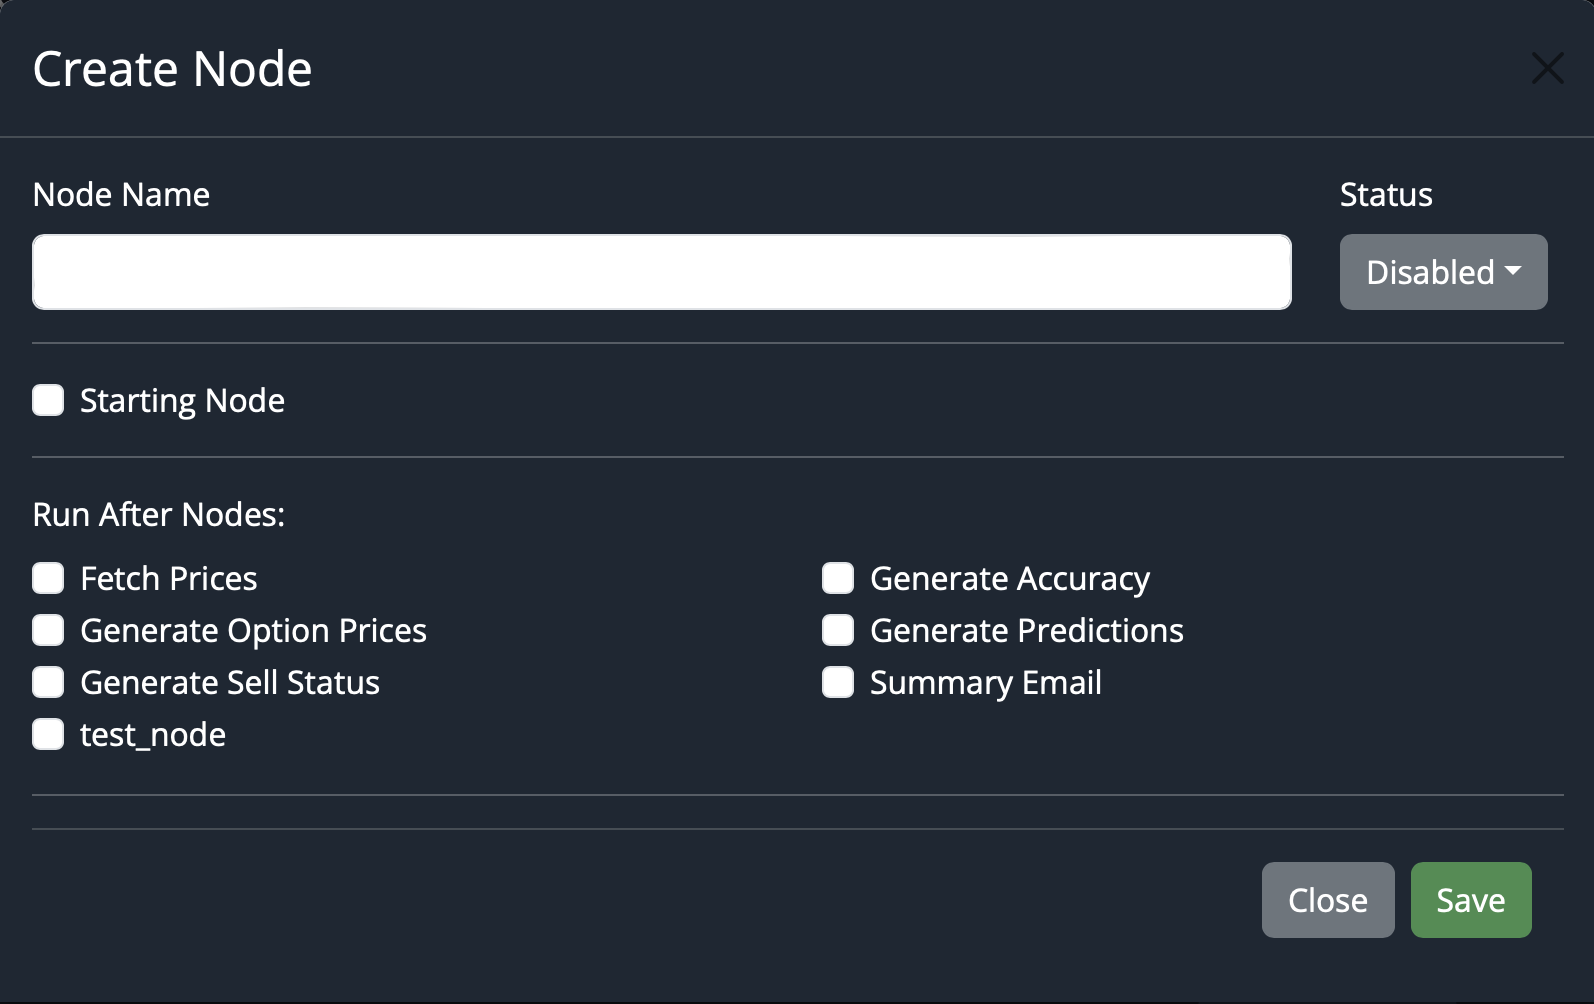 Create Node
Node Name
Status
Disabled
Starting Node
Run After Nodes:
Fetch Prices
Generate Accuracy
Generate Option Prices
Generate Predictions
Generate Sell Status
Summary Email
test_node
Close
Save